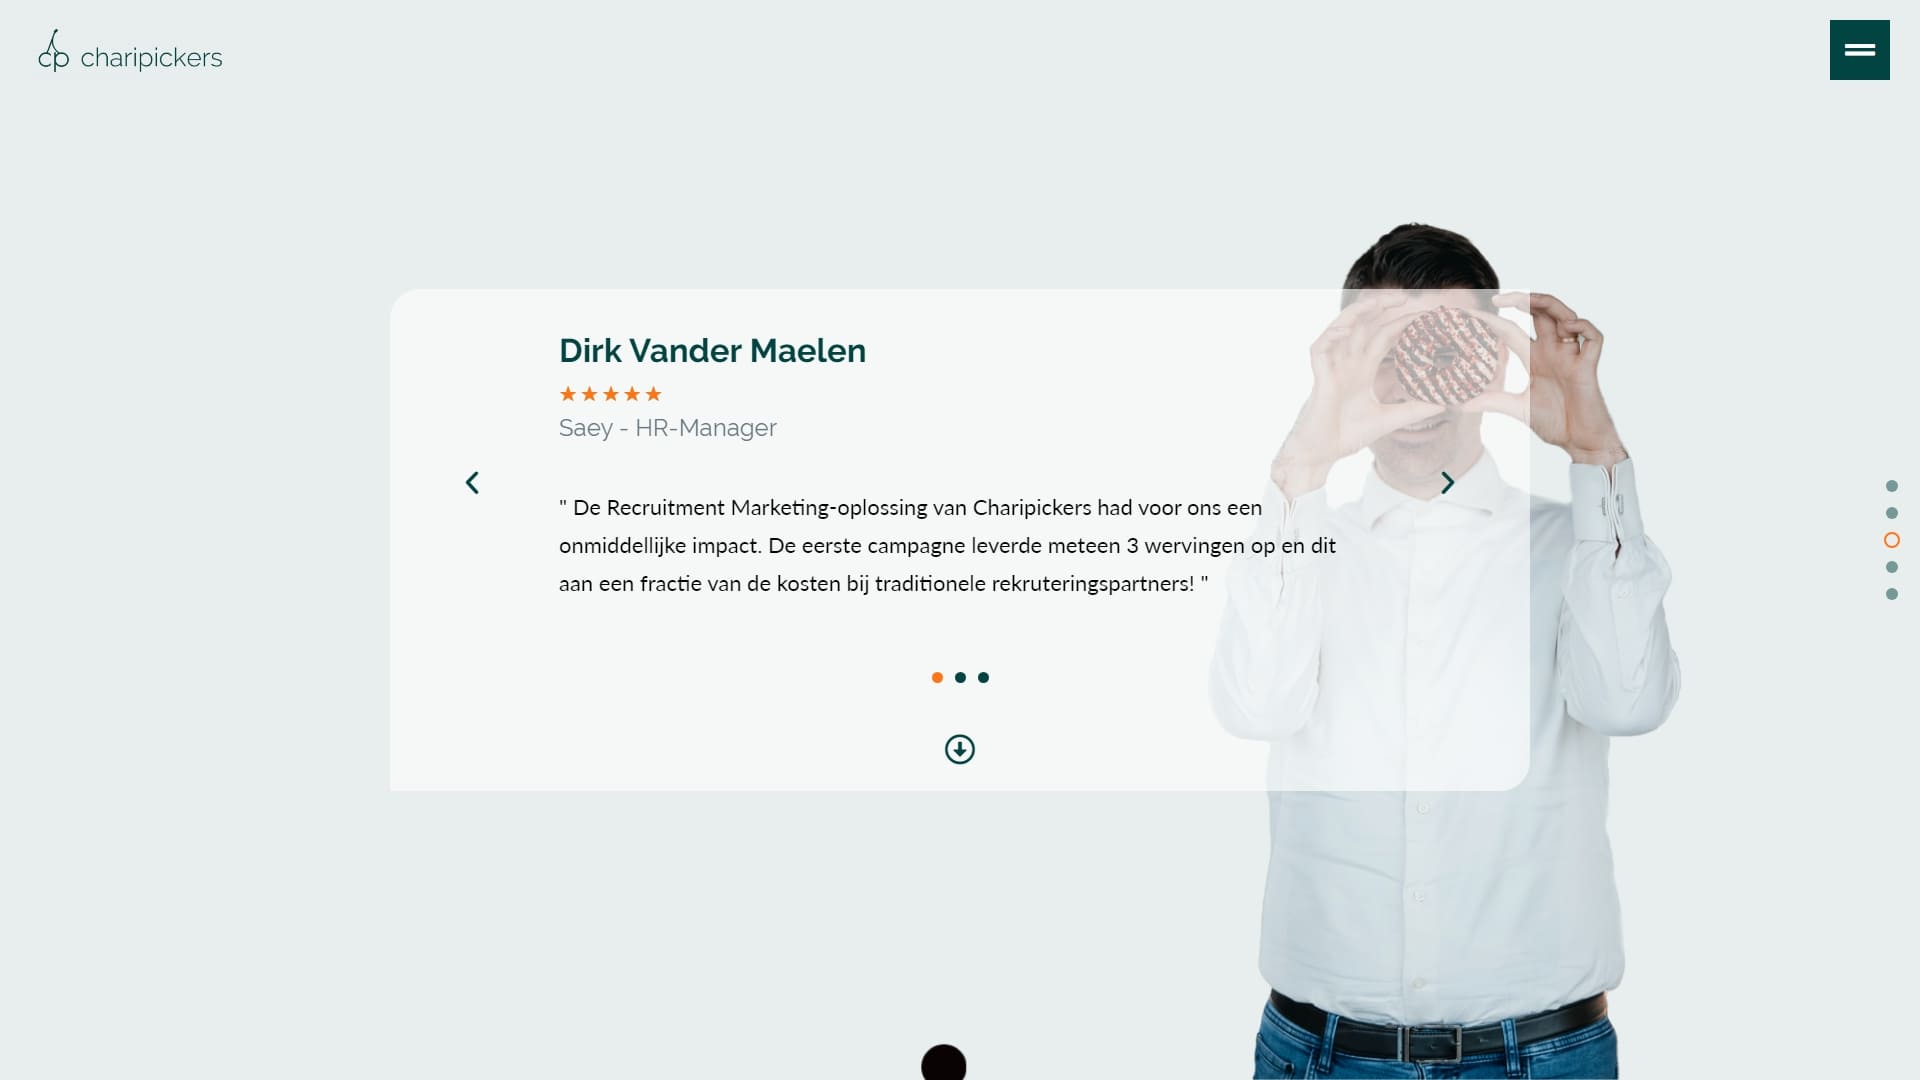 cp charipickers
Dirk Vander Maelen
Saey - HR-Manager
" De Recruitment Marketing-oplossing van Charipickers had voor ons een
onmiddellijke impact. De eerste campagne leverde meteen 3 wervingen op en dit
aan een fractie van de kosten bij traditionele rekruteringspartners! "